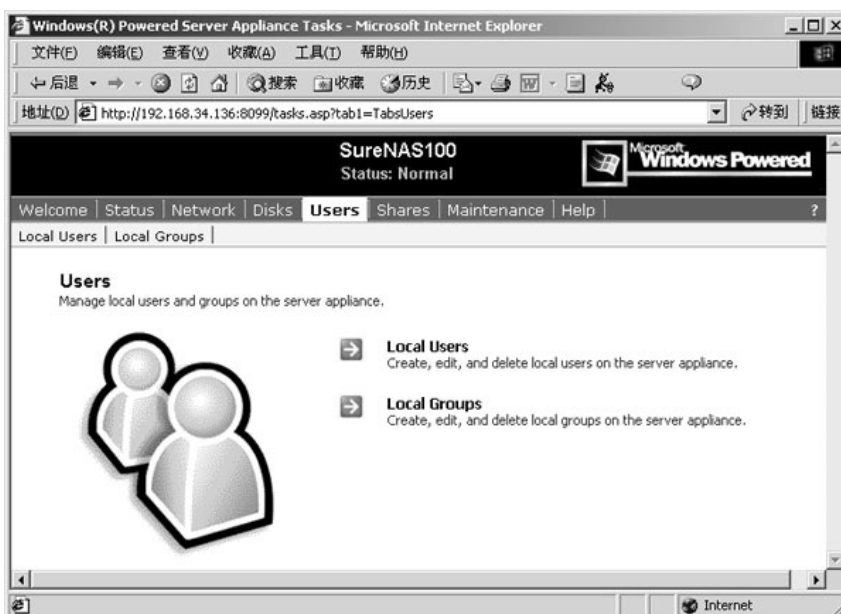 Windows(R) Powered Server Appliance Tasks - Microsoft Internet Explorer
文件(F) 编辑(E) 查看(V) 收藏(A) 工具(T) 帮助(H)
后退 搜索 收藏 历史
地址(D) http://192.168.34.136:8099/tasks.asp?tab1=TabsUsers 转到 链接
SureNAS100
Status: Normal
Microsoft
Windows Powered
Welcome | Status | Network | Disks | Users | Shares | Maintenance | Help | ?
Local Users | Local Groups |
Users
Manage local users and groups on the server appliance.
Local Users
Create, edit, and delete local users on the server appliance.
Local Groups
Create, edit, and delete local groups on the server appliance.
Internet